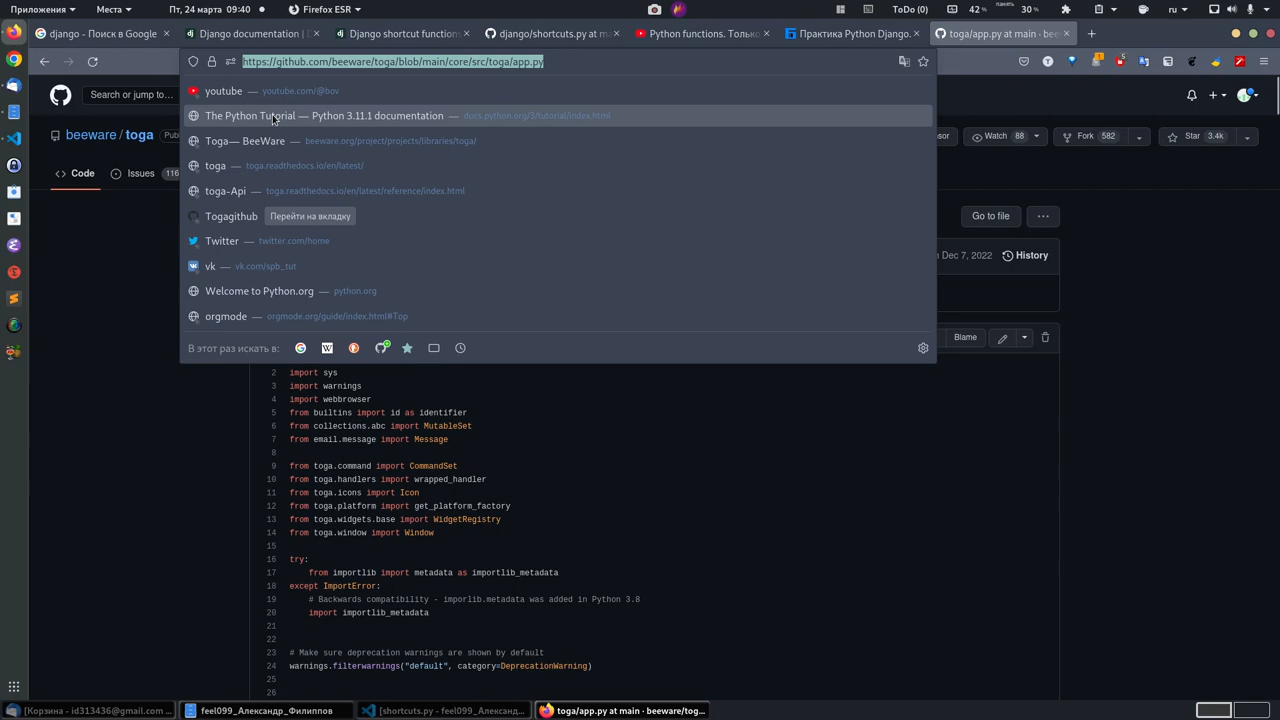 Приложения Места Пт, 24 марта 09:40 Firefox ESR ToDo (0) 42 % панель 30 % ru
django - Поиск в Google Django documentation | Django shortcut function django/shortcuts.py at m Python functions. Только Практика Python/Django. toga/app.py at main · bee
https://github.com/beeware/toga/blob/main/core/src/toga/app.py
youtube — youtube.com/@bov
The Python Tutorial — Python 3.11.1 documentation — docs.python.org/3/tutorial/index.html
Toga— BeeWare — beeware.org/project/projects/libraries/toga/
toga — toga.readthedocs.io/en/latest/
toga-Api — toga.readthedocs.io/en/latest/reference/index.html
Togagithub Перейти на вкладку
Twitter — twitter.com/home
vk — vk.com/spb_tut
Welcome to Python.org — python.org
orgmode — orgmode.org/guide/index.html#Top
В этот раз искать в:
Search or jump to…
beeware / toga Pub sor Watch 88 Fork 582 Star 3.4k
Code Issues 116
Go to file
n Dec 7, 2022 History
Blame
2 import sys
3 import warnings
4 import webbrowser
5 from builtins import id as identifier
6 from collections.abc import MutableSet
7 from email.message import Message
8
9 from toga.command import CommandSet
10 from toga.handlers import wrapped_handler
11 from toga.icons import Icon
12 from toga.platform import get_platform_factory
13 from toga.widgets.base import WidgetRegistry
14 from toga.window import Window
15
16 try:
17 from importlib import metadata as importlib_metadata
18 except ImportError:
19 # Backwards compatibility - imporlib.metadata was added in Python 3.8
20 import importlib_metadata
21
22
23 # Make sure deprecation warnings are shown by default
24 warnings.filterwarnings("default", category=DeprecationWarning)
25
26
[Корзина - id313436@gmail.com … feel099_Александр_Филиппов [shortcuts.py - feel099_Александ… toga/app.py at main · beeware/tog…